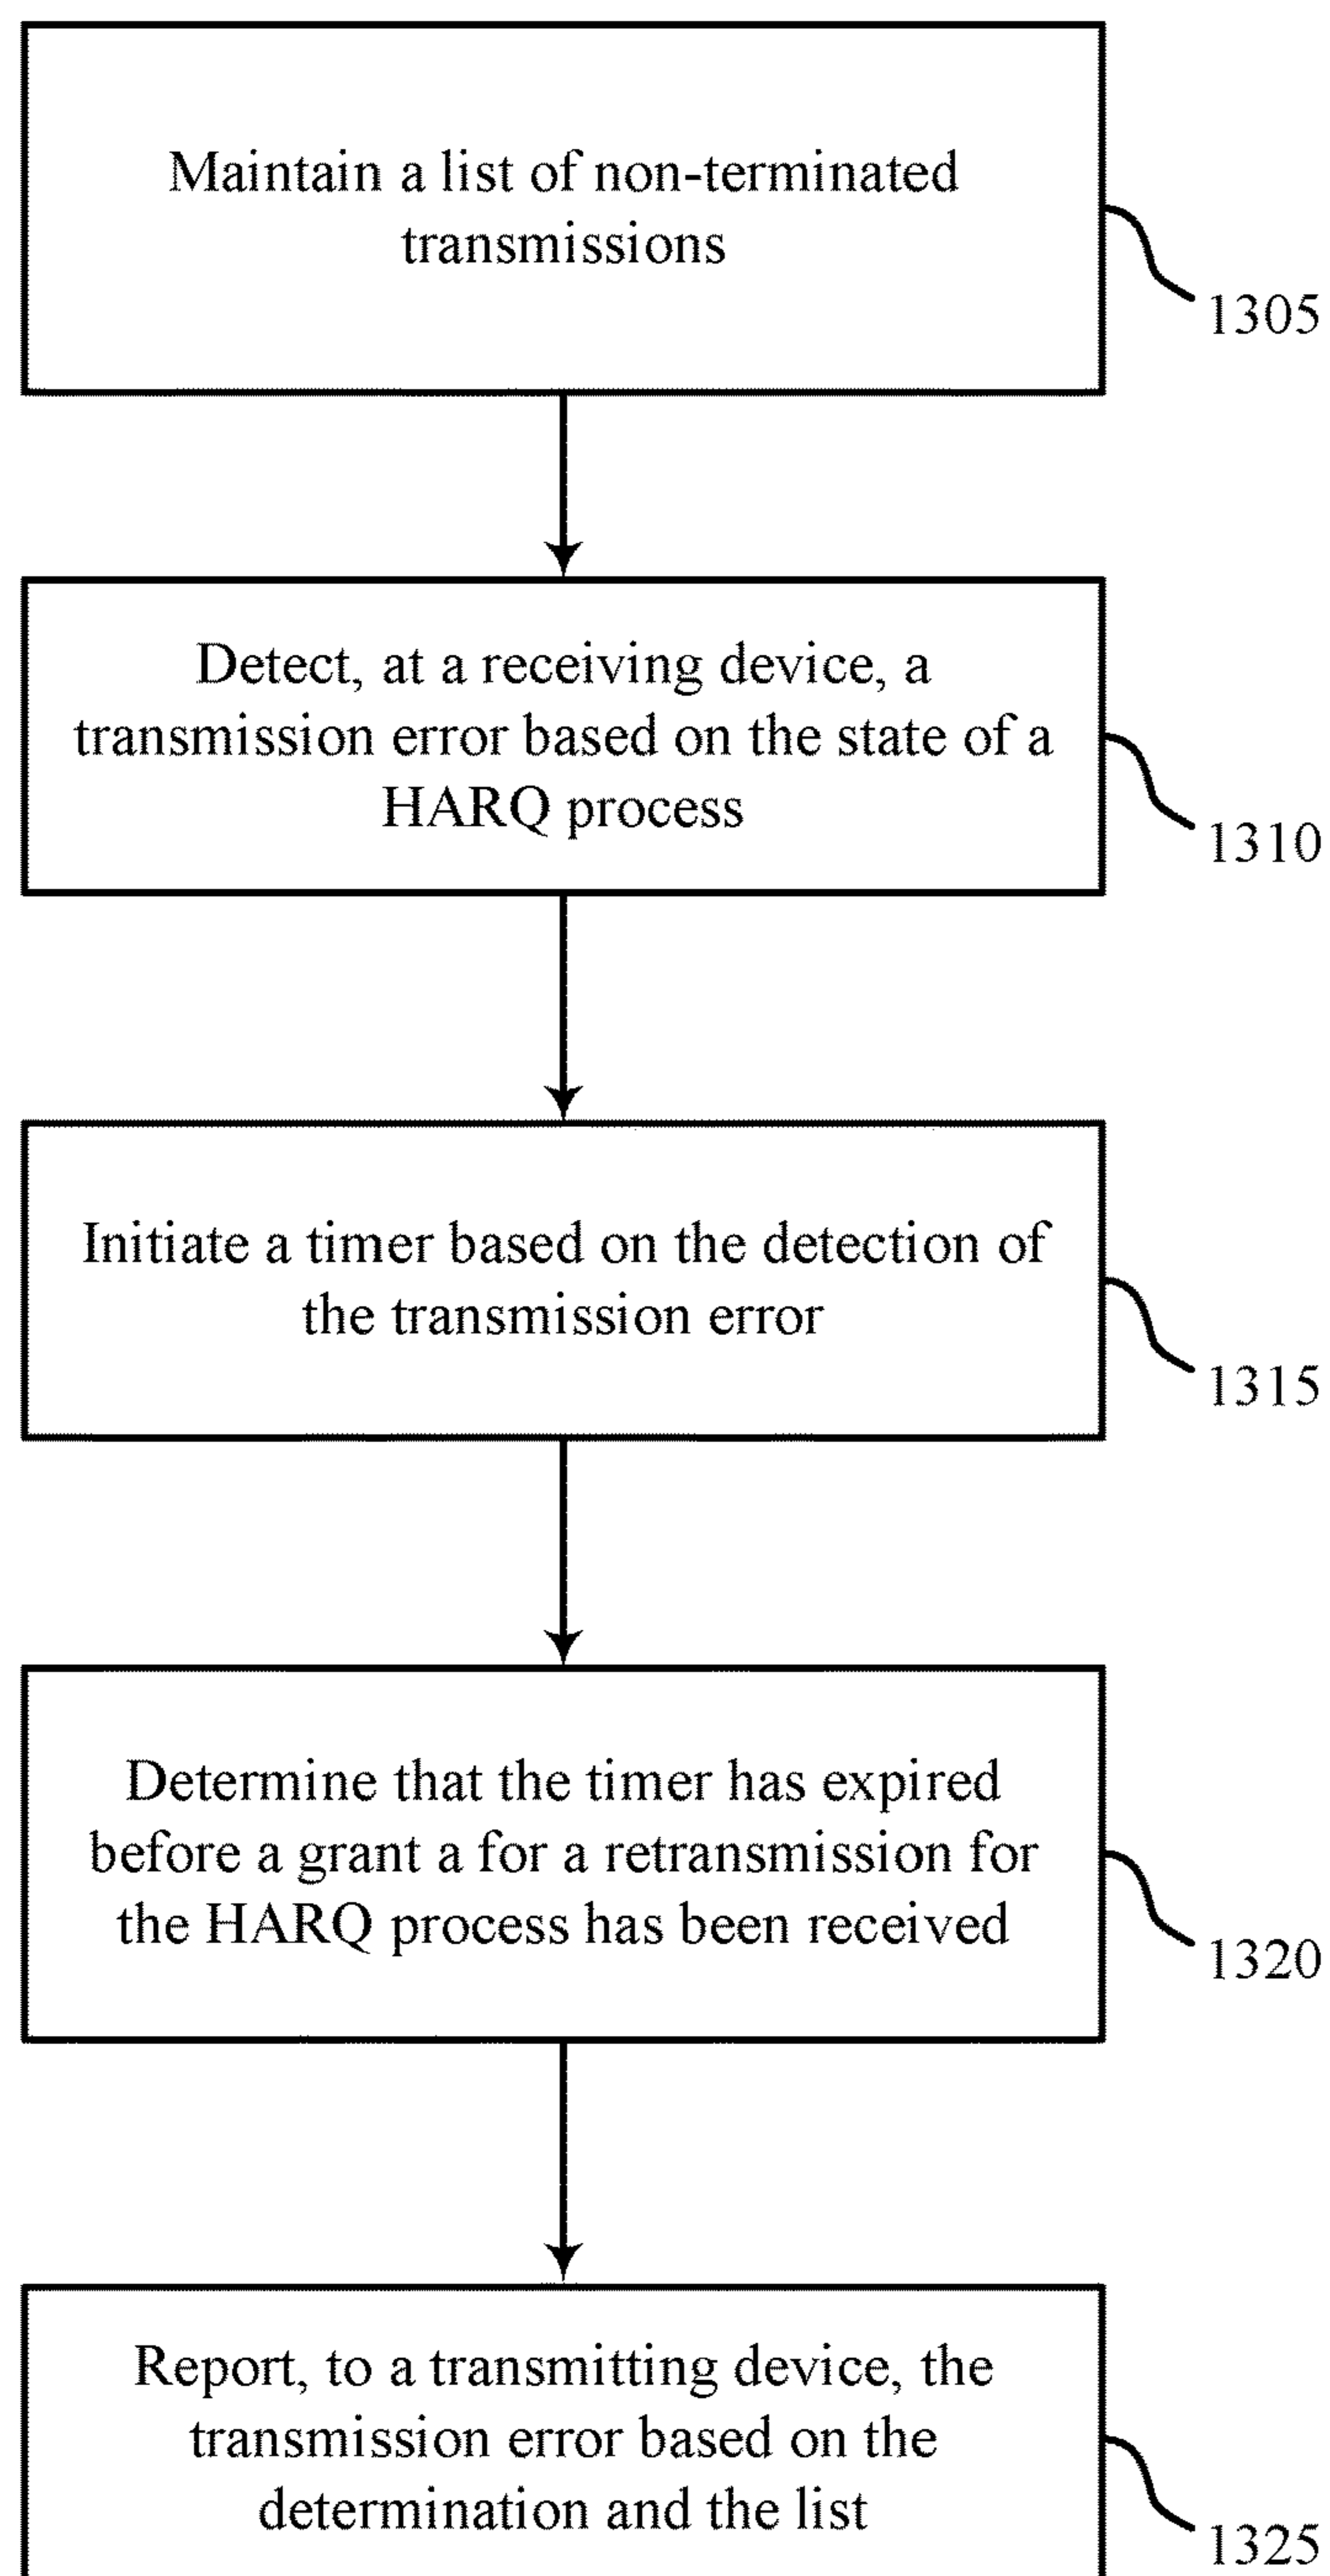 Maintain a list of non-terminated
transmissions
1305
Detect, at a receiving device, a
transmission error based on the state of a
HARQ process
1310
Initiate a timer based on the detection of
the transmission error
1315
Determine that the timer has expired
before a grant a for a retransmission for
the HARQ process has been received
1320
Report, to a transmitting device, the
transmission error based on the
determination and the list
1325